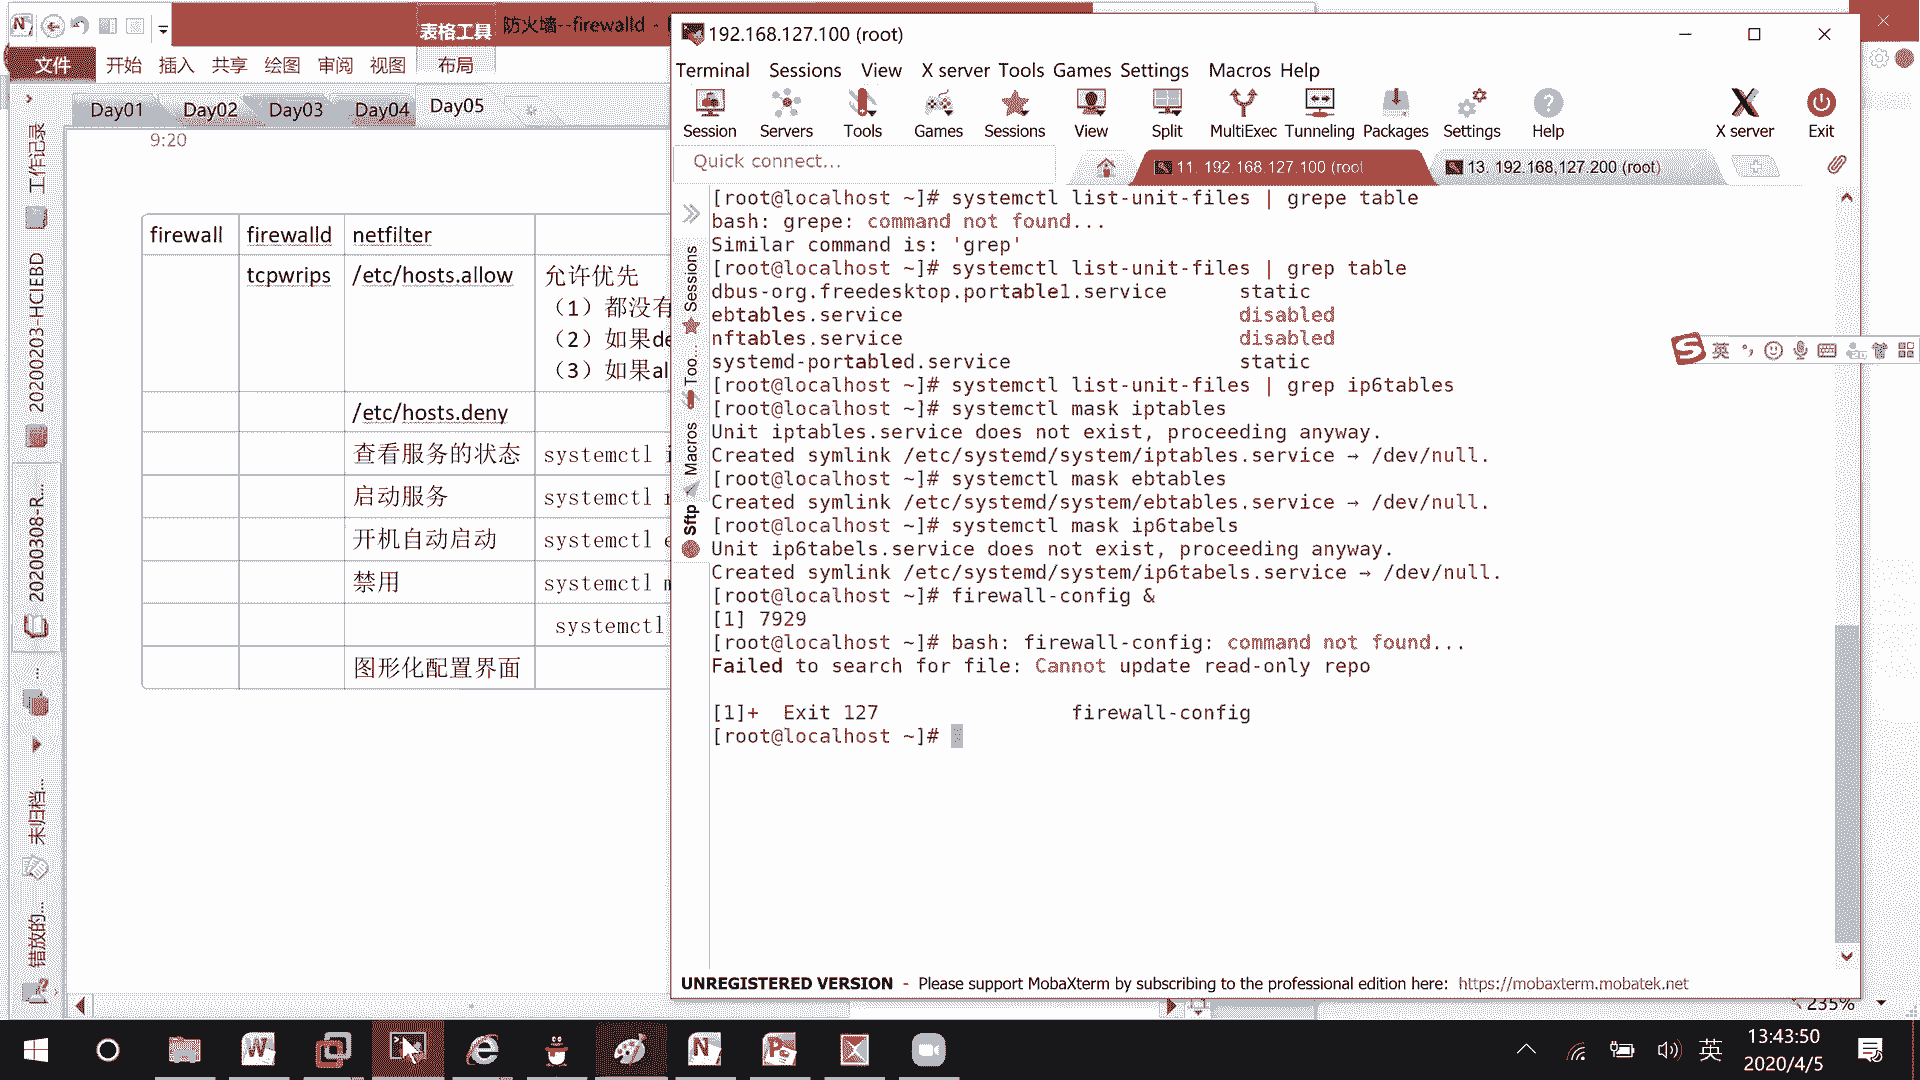 表格工具
防火墙--firewalld -
文件
开始
插入
共享
绘图
审阅
视图
布局
Day01
Day02
Day03
Day04
Day05
9:20
工作记录
20200203-HCIEBD
20200308-R...
...
未归档...
错放的...
firewall
firewalld
netfilter
tcpwrips
/etc/hosts.allow
允许优先
（1）都没有
（2）如果de
（3）如果al
/etc/hosts.deny
查看服务的状态
systemctl i
启动服务
systemctl r
开机自动启动
systemctl e
禁用
systemctl m
systemctl
图形化配置界面
192.168.127.100 (root)
Terminal
Sessions
View
X server
Tools
Games
Settings
Macros
Help
Session
Servers
Tools
Games
Sessions
View
Split
MultiExec
Tunneling
Packages
Settings
Help
X server
Exit
Quick connect...
11. 192.168.127.100 (root
13. 192.168.127.200 (root)
Sessions
Too...
Macros
Sftp
[root@localhost ~]# systemctl list-unit-files | grepe table
bash: grepe: command not found...
Similar command is: 'grep'
[root@localhost ~]# systemctl list-unit-files | grep table
dbus-org.freedesktop.portable1.service static
ebtables.service disabled
nftables.service disabled
systemd-portabled.service static
[root@localhost ~]# systemctl list-unit-files | grep ip6tables
[root@localhost ~]# systemctl mask iptables
Unit iptables.service does not exist, proceeding anyway.
Created symlink /etc/systemd/system/iptables.service → /dev/null.
[root@localhost ~]# systemctl mask ebtables
Created symlink /etc/systemd/system/ebtables.service → /dev/null.
[root@localhost ~]# systemctl mask ip6tabels
Unit ip6tabels.service does not exist, proceeding anyway.
Created symlink /etc/systemd/system/ip6tabels.service → /dev/null.
[root@localhost ~]# firewall-config &
[1] 7929
[root@localhost ~]# bash: firewall-config: command not found...
Failed to search for file: Cannot update read-only repo
[1]+ Exit 127 firewall-config
[root@localhost ~]#
UNREGISTERED VERSION - Please support MobaXterm by subscribing to the professional edition here: https://mobaxterm.mobatek.net
英
235%
英
13:43:50
2020/4/5